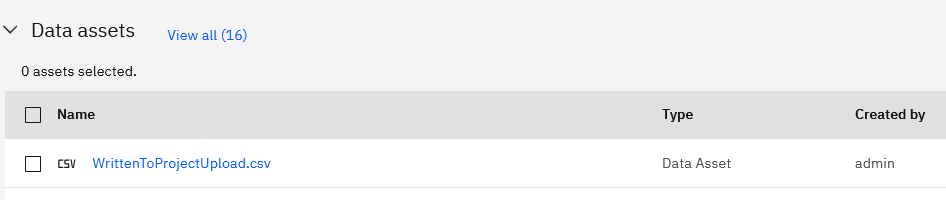 Data assets View all (16)
0 assets selected.
Name Type Created by
CSV WrittenToProjectUpload.csv Data Asset admin